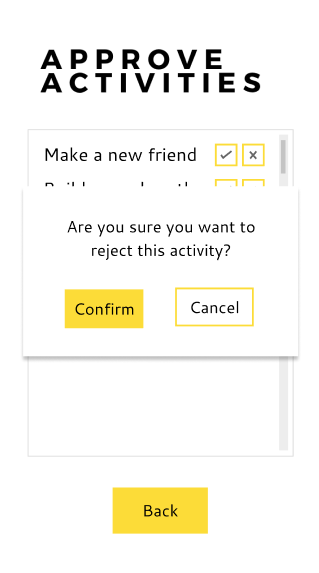 APPROVE
ACTIVITIES
Make a new friend
Are you sure you want to
reject this activity?
Confirm
Cancel
Back